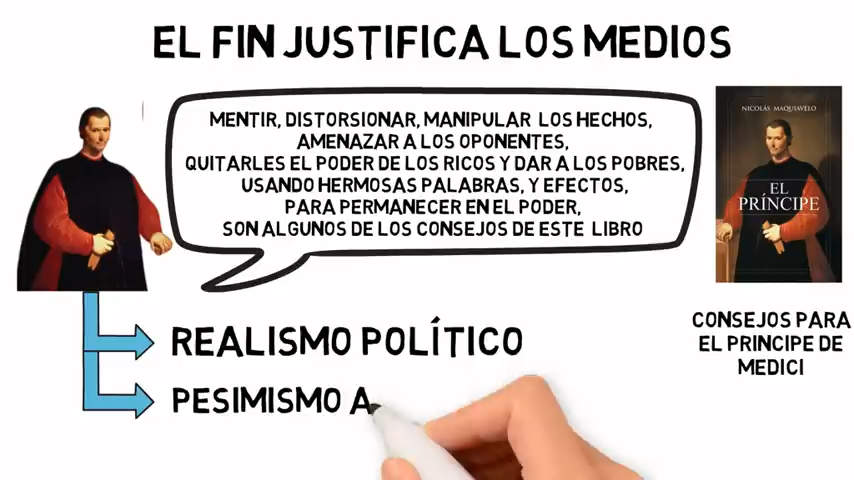 EL FIN JUSTIFICA LOS MEDIOS
MENTIR, DISTORSIONAR, MANIPULAR LOS HECHOS,
AMENAZAR A LOS OPONENTES,
QUITARLES EL PODER DE LOS RICOS Y DAR A LOS POBRES,
USANDO HERMOSAS PALABRAS, Y EFECTOS,
PARA PERMANECER EN EL PODER,
SON ALGUNOS DE LOS CONSEJOS DE ESTE LIBRO
NICOLÁS MAQUIAVELO
EL
PRÍNCIPE
CONSEJOS PARA
EL PRINCIPE DE
MEDICI
REALISMO POLÍTICO
PESIMISMO A